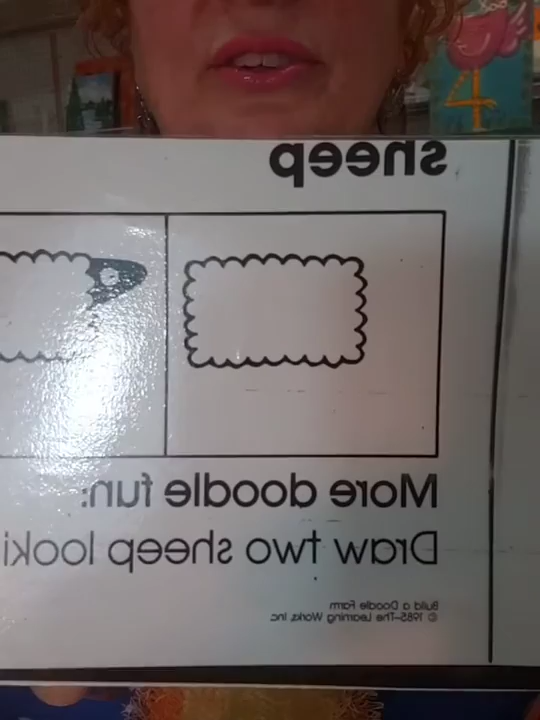 sheep
More doodle fun:
Draw two sheep looki
Build a Doodle Farm
© 1985–The Learning Works, Inc.